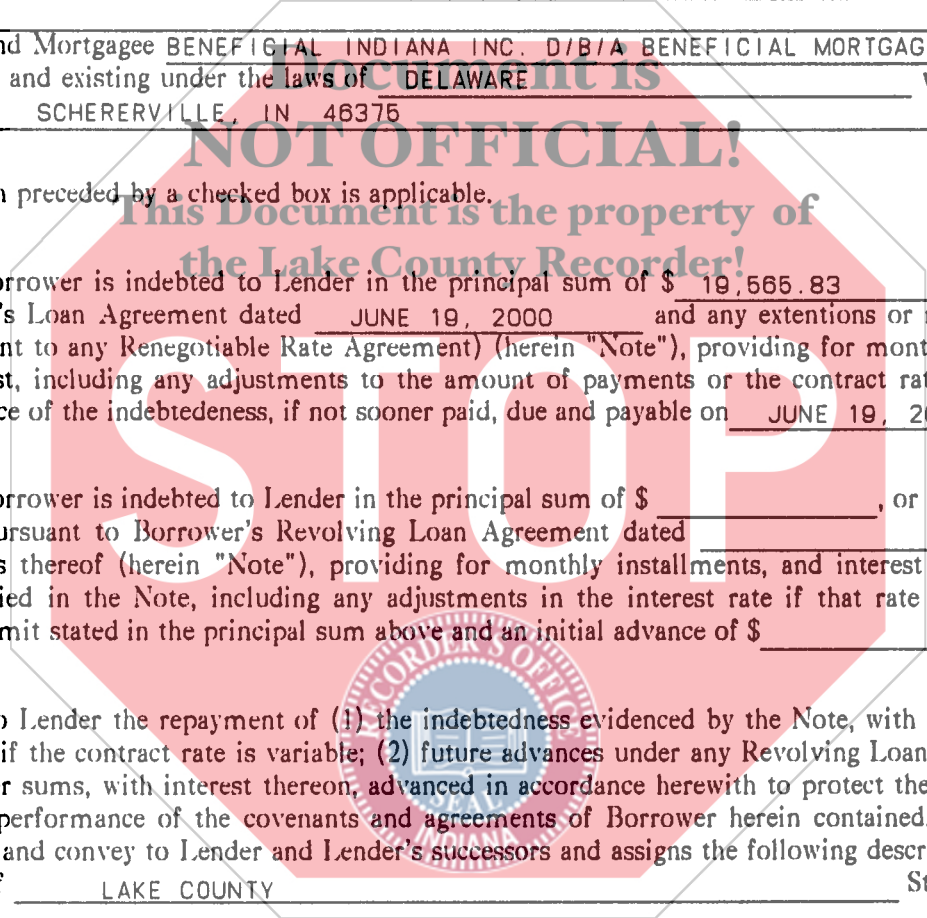 nd Mortgagee BENEFICIAL INDIANA INC. D/B/A BENEFICIAL MORTGAG
and existing under the laws of DELAWARE
Document is
SCHERERVILLE, IN 46375
NOT OFFICIAL!
n preceded by a checked box is applicable.
This Document is the property of
the Lake County Recorder!
orrower is indebted to Lender in the principal sum of $ 19,565.83
's Loan Agreement dated JUNE 19, 2000 and any extentions or
nt to any Renegotiable Rate Agreement) (herein "Note"), providing for mont
st, including any adjustments to the amount of payments or the contract rat
ce of the indebtedeness, if not sooner paid, due and payable on JUNE 19, 2
STOP
orrower is indebted to Lender in the principal sum of $ , or
ursuant to Borrower's Revolving Loan Agreement dated
s thereof (herein "Note"), providing for monthly installments, and interest
ied in the Note, including any adjustments in the interest rate if that rate
mit stated in the principal sum above and an initial advance of $
RECORDER'S OFFICE
o Lender the repayment of (1) the indebtedness evidenced by the Note, with
if the contract rate is variable; (2) future advances under any Revolving Loan
r sums, with interest thereon, advanced in accordance herewith to protect the
SEAL
performance of the covenants and agreements of Borrower herein contained,
INDIANA
and convey to Lender and Lender's successors and assigns the following descr
f LAKE COUNTY St